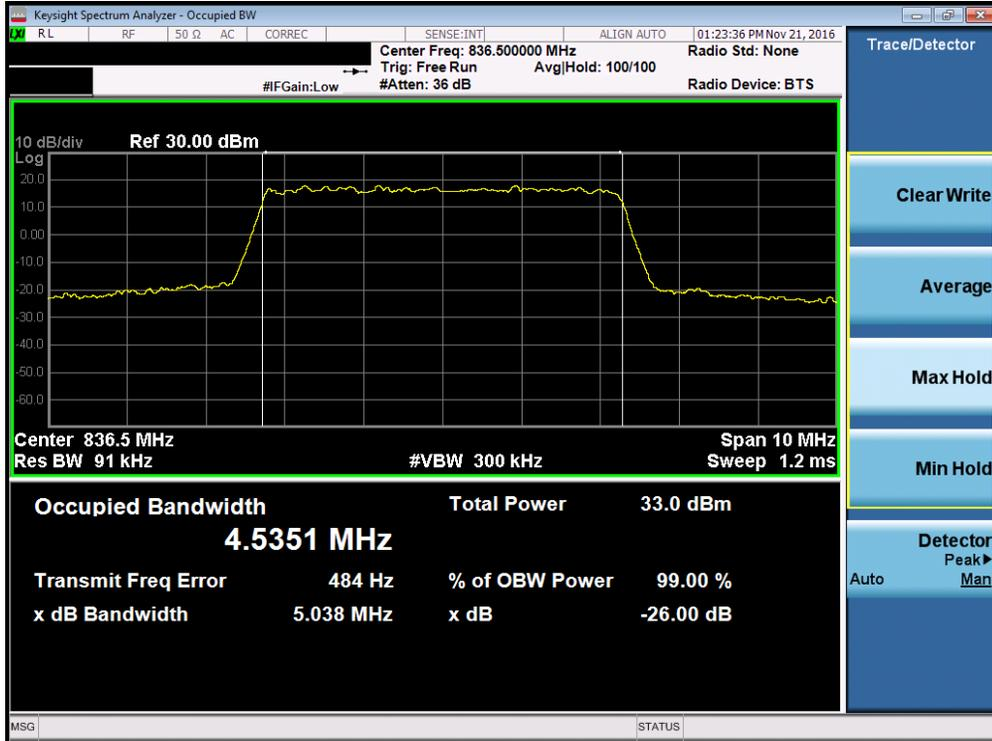 Keysight Spectrum Analyzer - Occupied BW
LXI RL RF 50 Ω AC CORREC SENSE:INT ALIGN AUTO 01:23:36 PM Nov 21, 2016
Center Freq: 836.500000 MHz Radio Std: None
Trig: Free Run Avg|Hold: 100/100
#IFGain:Low #Atten: 36 dB Radio Device: BTS
10 dB/div Ref 30.00 dBm
Log
20.0
10.0
0.00
-10.0
-20.0
-30.0
-40.0
-50.0
-60.0
Center 836.5 MHz Span 10 MHz
Res BW 91 kHz #VBW 300 kHz Sweep 1.2 ms
Occupied Bandwidth Total Power 33.0 dBm
4.5351 MHz
Transmit Freq Error 484 Hz % of OBW Power 99.00 %
x dB Bandwidth 5.038 MHz x dB -26.00 dB
MSG STATUS
Trace/Detector
Clear Write
Average
Max Hold
Min Hold
Detector
Peak
Auto Man